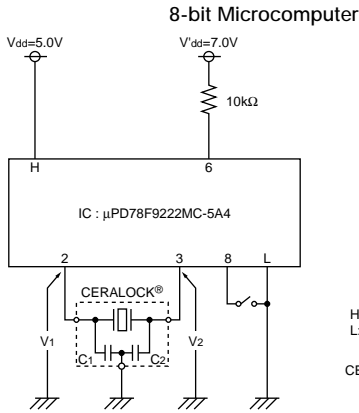 8-bit Microcomputer
Vdd=5.0V
V'dd=7.0V
10kΩ
H
6
IC : μPD78F9222MC-5A4
2
3
8
L
CERALOCK®
V1
C1
C2
V2
H
L:
CE